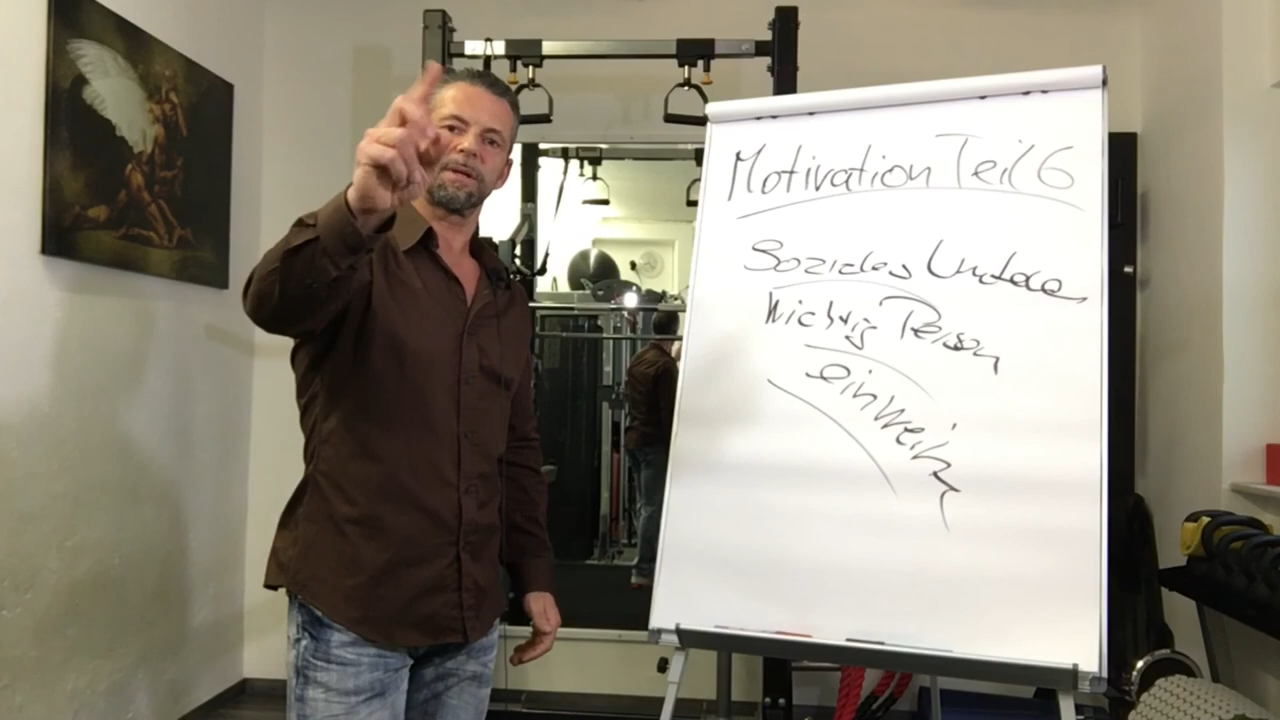 Motivation Teil 6
Soziales Umfeld
Wichtig Person
einweihen